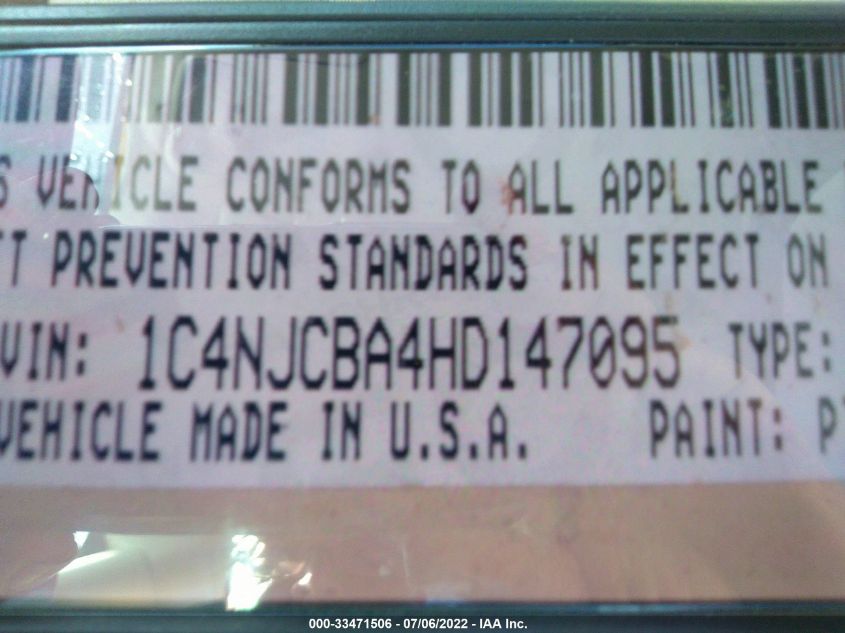 S VEHICLE CONFORMS TO ALL APPLICABLE
FT PREVENTION STANDARDS IN EFFECT ON
VIN: 1C4NJCBA4HD147095 TYPE:
VEHICLE MADE IN U.S.A. PAINT: P
000-33471506 - 07/06/2022 - IAA Inc.